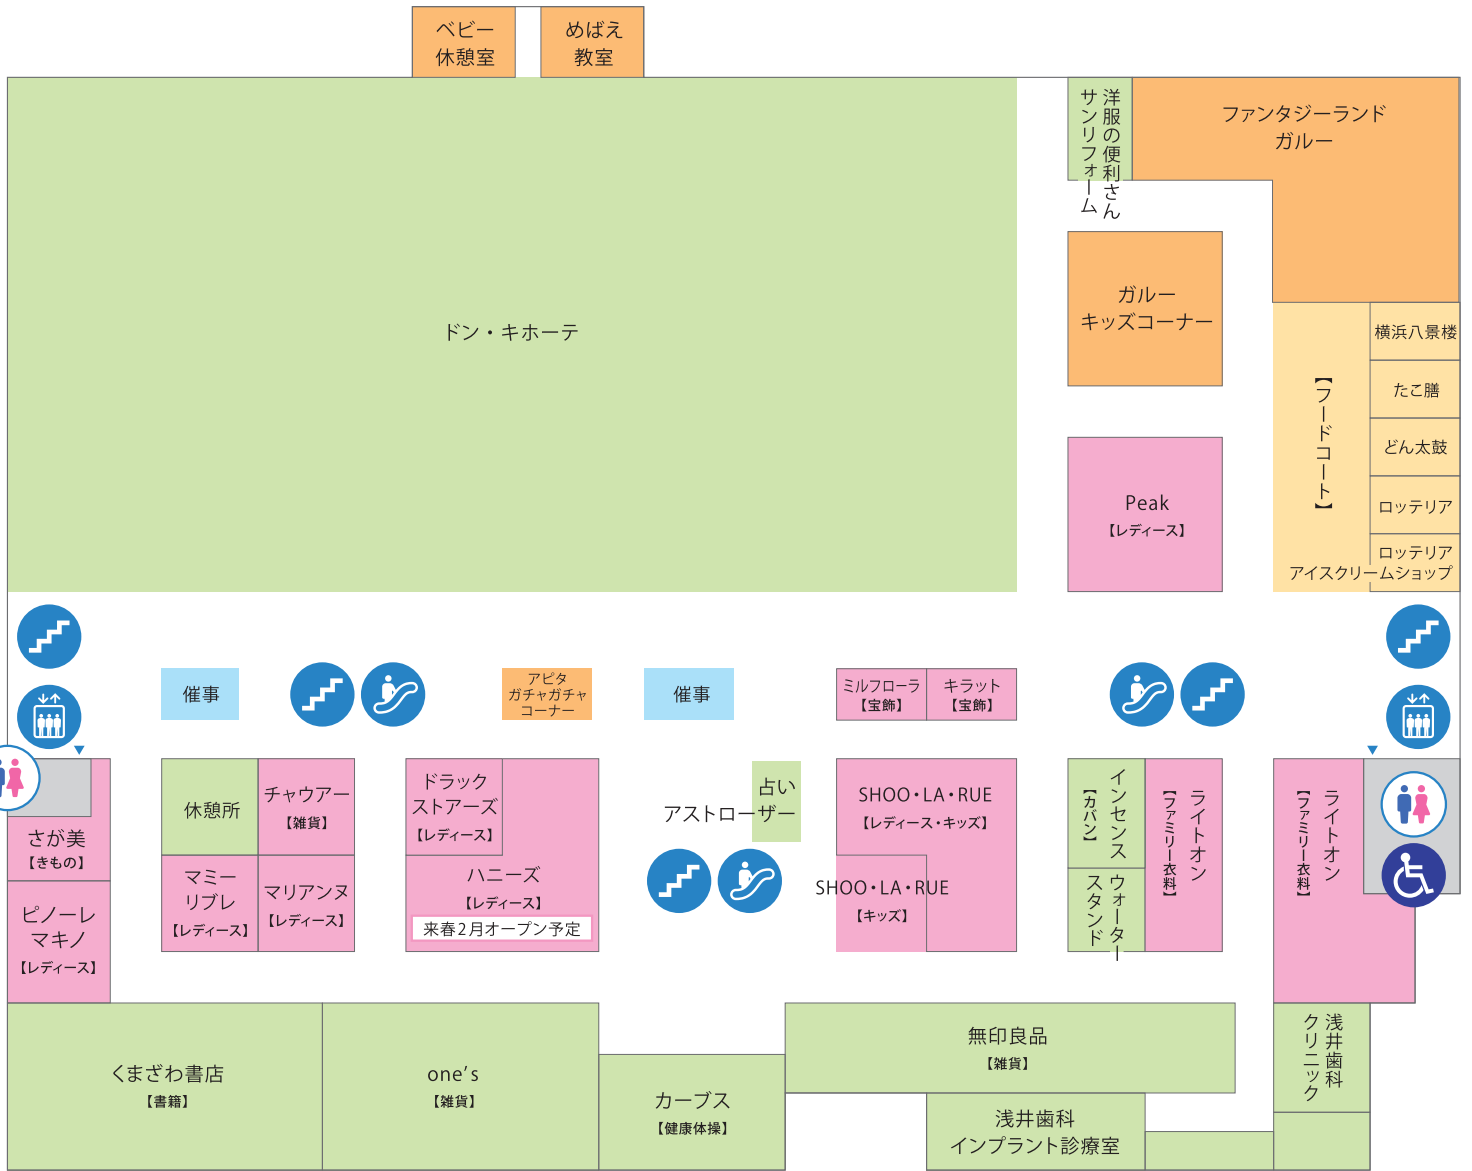 ベビー
休憩室
めばえ
教室
洋服の便利さん
サンリフォーム
ファンタジーランド
ガルー
ドン・キホーテ
ガルー
キッズコーナー
【フードコート】
横浜八景楼
たこ膳
どん太鼓
ロッテリア
ロッテリア
アイスクリームショップ
Peak
【レディース】
催事
アピタ
ガチャガチャ
コーナー
催事
ミルフローラ
【宝飾】
キラット
【宝飾】
さが美
【きもの】
ピノーレ
マキノ
【レディース】
休憩所
チャウアー
【雑貨】
マミー
リブレ
【レディース】
マリアンヌ
【レディース】
ドラック
ストアーズ
【レディース】
ハニーズ
【レディース】
来春2月オープン予定
占い
アストローザー
SHOO・LA・RUE
【レディース・キッズ】
SHOO・LA・RUE
【キッズ】
インセンス
【カバン】
ウォーター
スタンド
ライトオン
【ファミリー衣料】
ライトオン
【ファミリー衣料】
くまざわ書店
【書籍】
one's
【雑貨】
カーブス
【健康体操】
無印良品
【雑貨】
浅井歯科
インプラント診療室
浅井歯科
クリニック